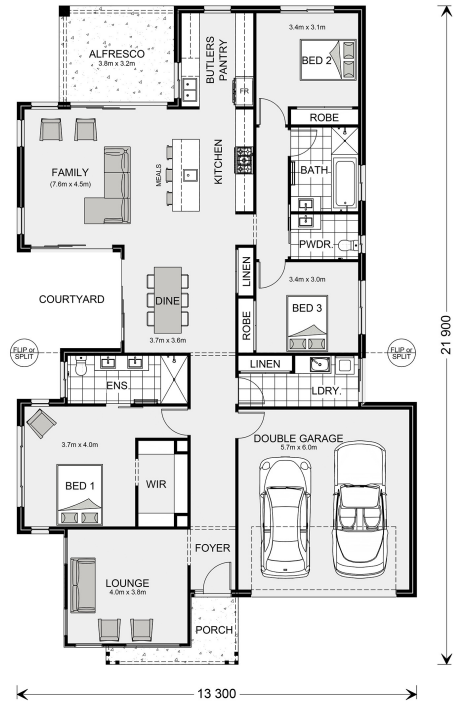 ALFRESCO
3.8m x 3.2m
BUTLERS
PANTRY
FR
3.4m x 3.1m
BED 2
ROBE
FAMILY
(7.6m x 4.5m)
MEALS
KITCHEN
BATH
PWDR.
COURTYARD
DINE
3.7m x 3.6m
LINEN
ROBE
3.4m x 3.0m
BED 3
FLIP or
SPLIT
FLIP or
SPLIT
21 900
ENS.
LINEN
LDRY.
3.7m x 4.0m
BED 1
WIR
DOUBLE GARAGE
5.7m x 6.0m
FOYER
LOUNGE
4.0m x 3.8m
PORCH
13 300